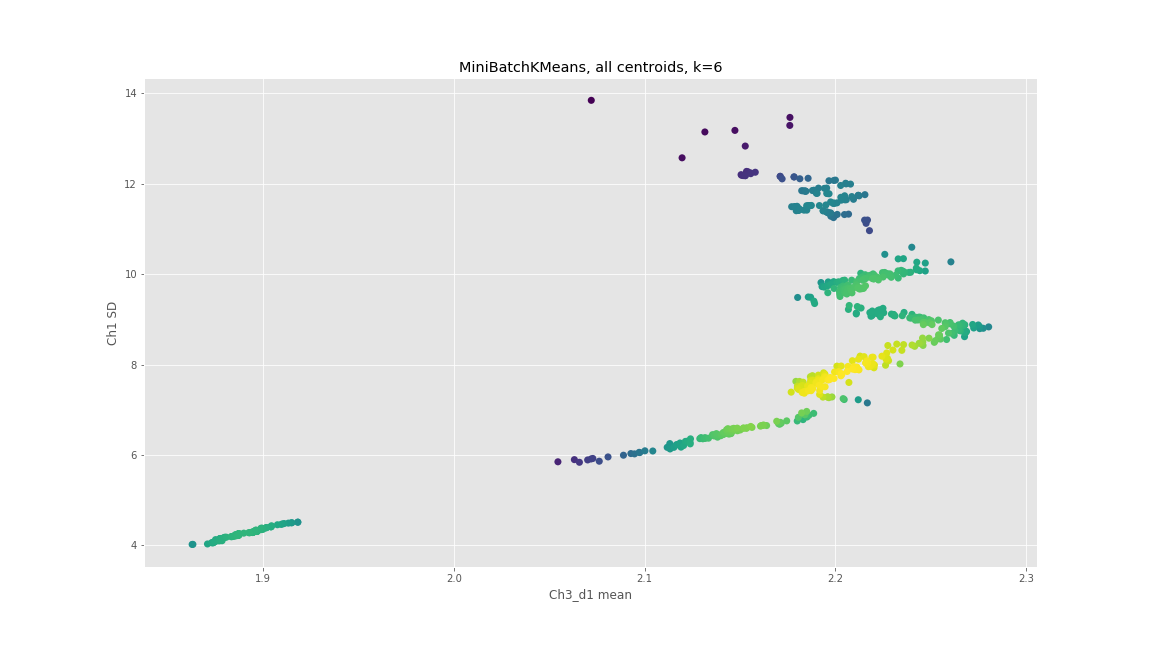 MiniBatchKMeans, all centroids, k=6
14
12
10
8
6
4
Ch1 SD
1.9 2.0 2.1 2.2 2.3
Ch3_d1 mean